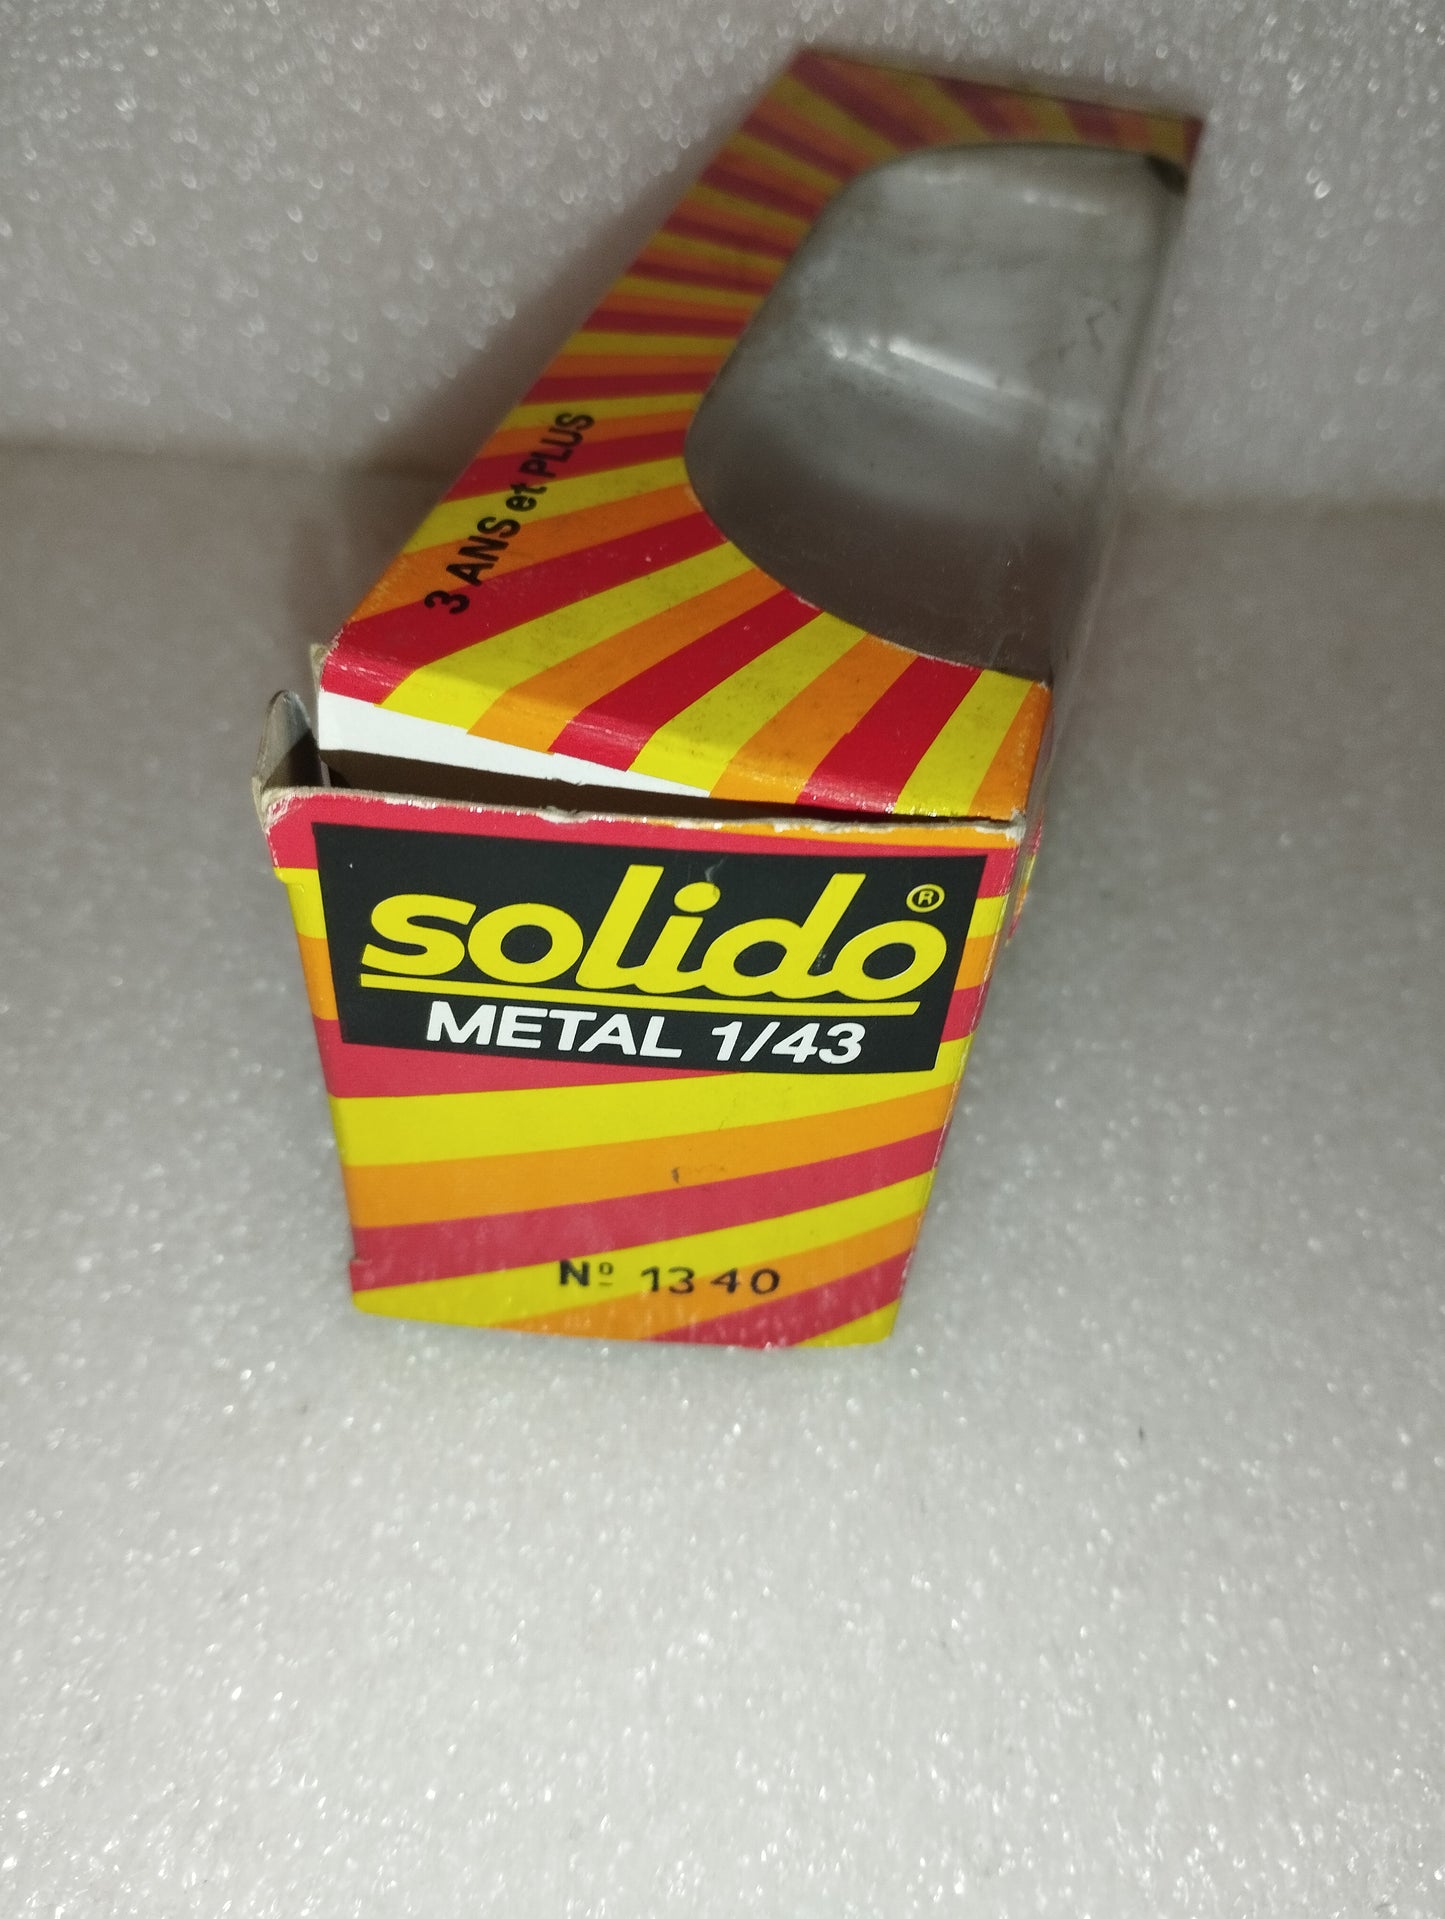 3 ANS et PLUS
solido ®
METAL 1/43
Nº 1340